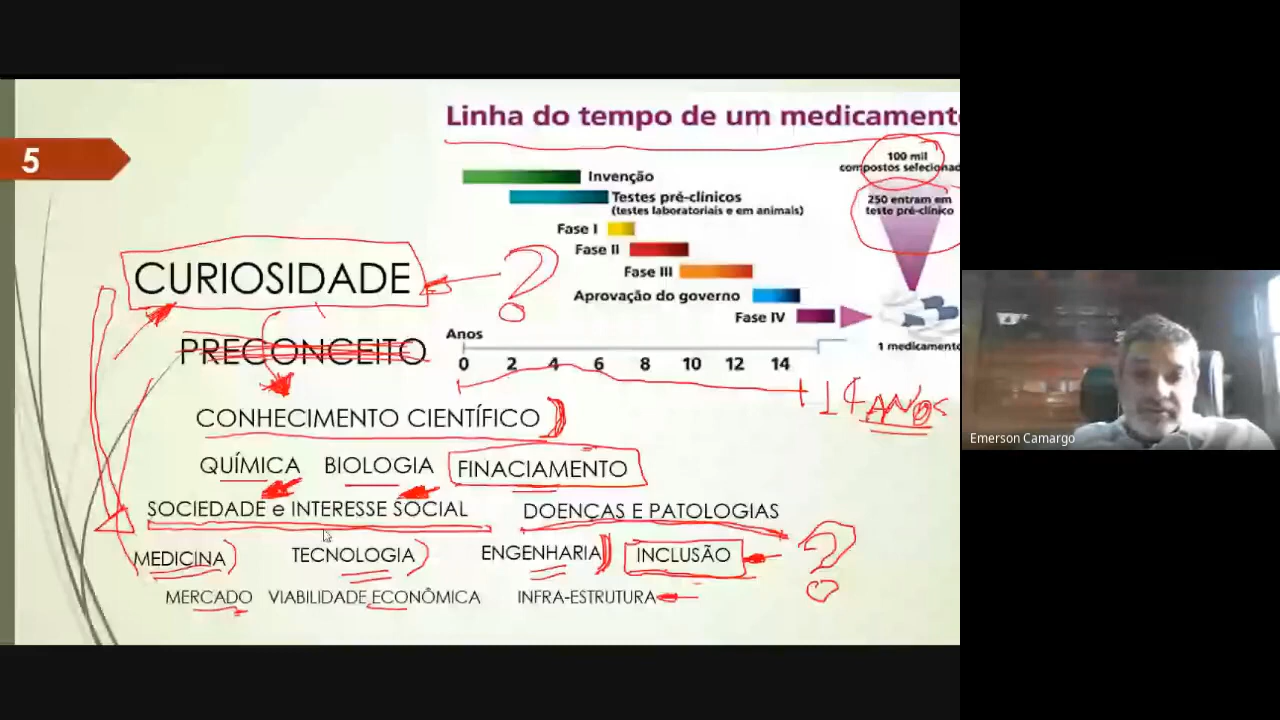 5
Linha do tempo de um medicament
100 mil
compostos selecionad
250 entram em
teste pré-clínico
Invenção
Testes pré-clínicos
(testes laboratoriais e em animais)
Fase I
Fase II
Fase III
Aprovação do governo
Fase IV
1 medicamento
Anos
0 2 4 6 8 10 12 14
14 ANOS
?
CURIOSIDADE
PRECONCEITO
CONHECIMENTO CIENTÍFICO
QUÍMICA BIOLOGIA FINACIAMENTO
SOCIEDADE e INTERESSE SOCIAL DOENÇAS E PATOLOGIAS
MEDICINA TECNOLOGIA ENGENHARIA INCLUSÃO ?
MERCADO VIABILIDADE ECONÔMICA INFRA-ESTRUTURA
Emerson Camargo